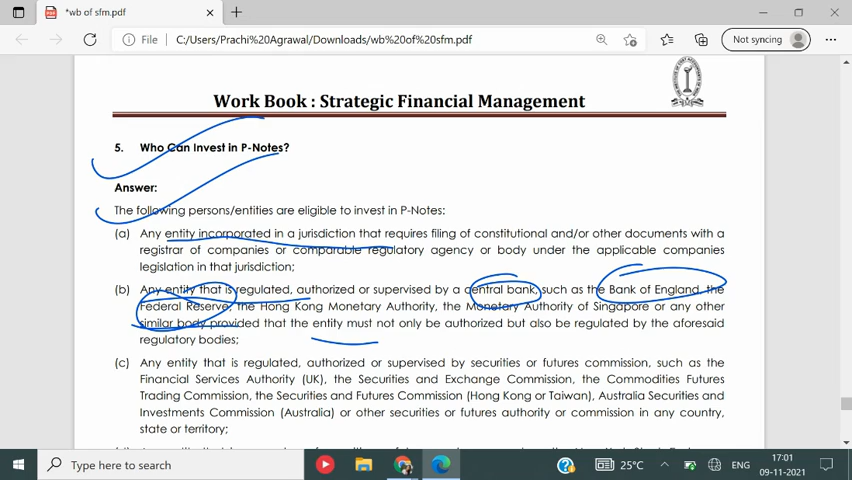 *wb of sfm.pdf
File
C:/Users/Prachi%20Agrawal/Downloads/wb%20of%sfm.pdf
Not syncing
Work Book : Strategic Financial Management
5. Who Can Invest in P-Notes?
Answer:
The following persons/entities are eligible to invest in P-Notes:
(a) Any entity incorporated in a jurisdiction that requires filing of constitutional and/or other documents with a
registrar of companies or comparable regulatory agency or body under the applicable companies
legislation in that jurisdiction;
(b) Any entity that is regulated, authorized or supervised by a central bank, such as the Bank of England, the
Federal Reserve, the Hong Kong Monetary Authority, the Monetary Authority of Singapore or any other
similar body provided that the entity must not only be authorized but also be regulated by the aforesaid
regulatory bodies;
(c) Any entity that is regulated, authorized or supervised by securities or futures commission, such as the
Financial Services Authority (UK), the Securities and Exchange Commission, the Commodities Futures
Trading Commission, the Securities and Futures Commission (Hong Kong or Taiwan), Australia Securities and
Investments Commission (Australia) or other securities or futures authority or commission in any country,
state or territory;
Type here to search
25°C
ENG
17:01
09-11-2021